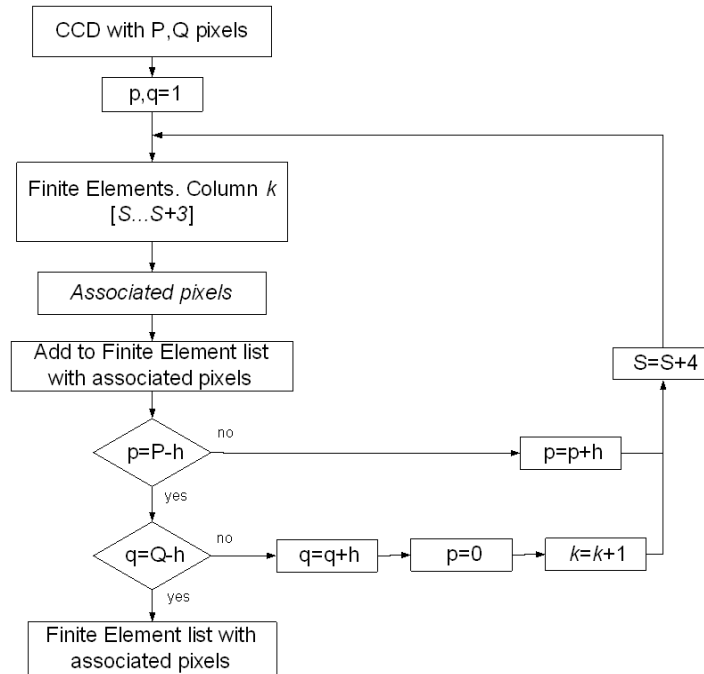 CCD with P,Q pixels
p,q=1
Finite Elements. Column k
[S...S+3]
Associated pixels
Add to Finite Element list
with associated pixels
S=S+4
p=P-h
no
p=p+h
yes
q=Q-h
no
q=q+h
p=0
k=k+1
yes
Finite Element list with
associated pixels